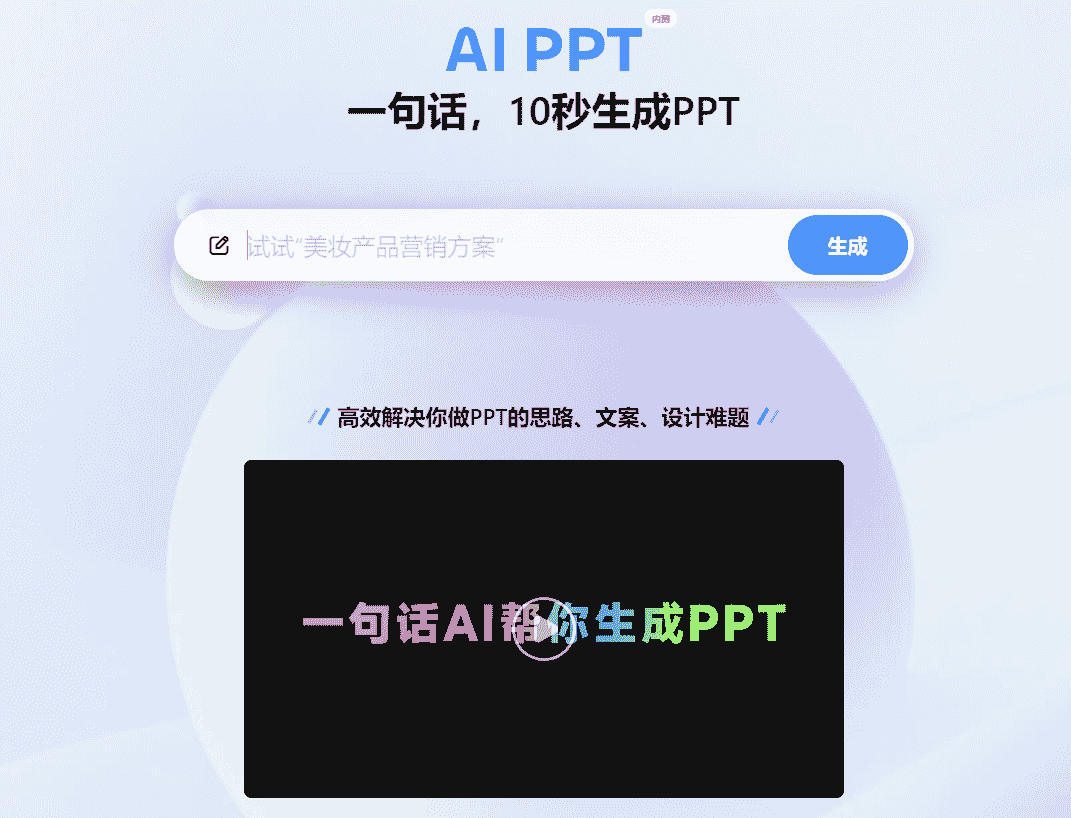 内测
AI PPT
一句话，10秒生成PPT
试试“美妆产品营销方案”
生成
高效解决你做PPT的思路、文案、设计难题
一句话AI帮你生成PPT